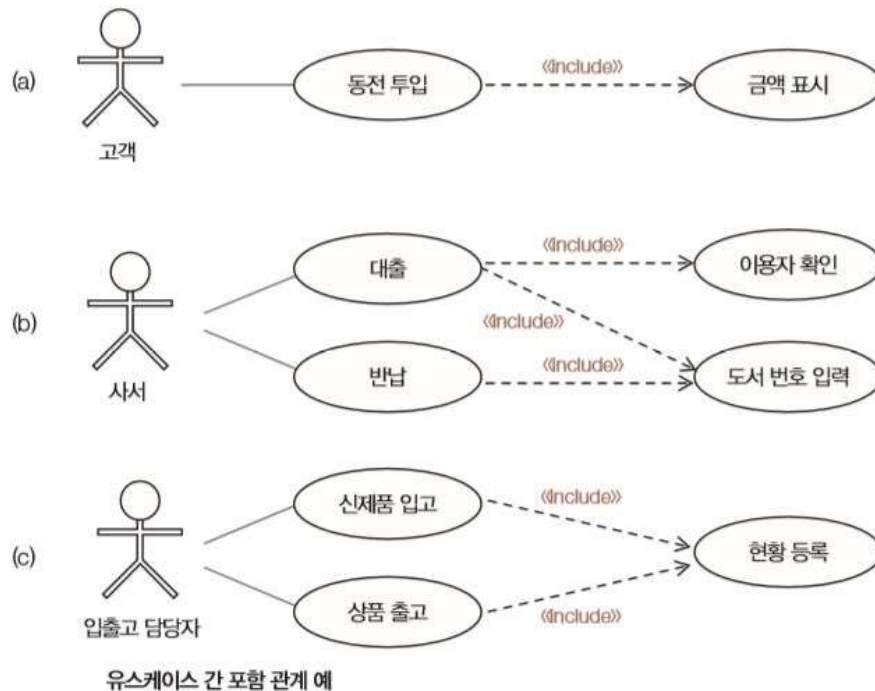 (a)
고객
동전 투입
《include》
금액 표시
(b)
사서
대출
《include》
이용자 확인
《include》
반납
《include》
도서 번호 입력
(c)
입출고 담당자
신제품 입고
《include》
현황 등록
상품 출고
《include》
유스케이스 간 포함 관계 예